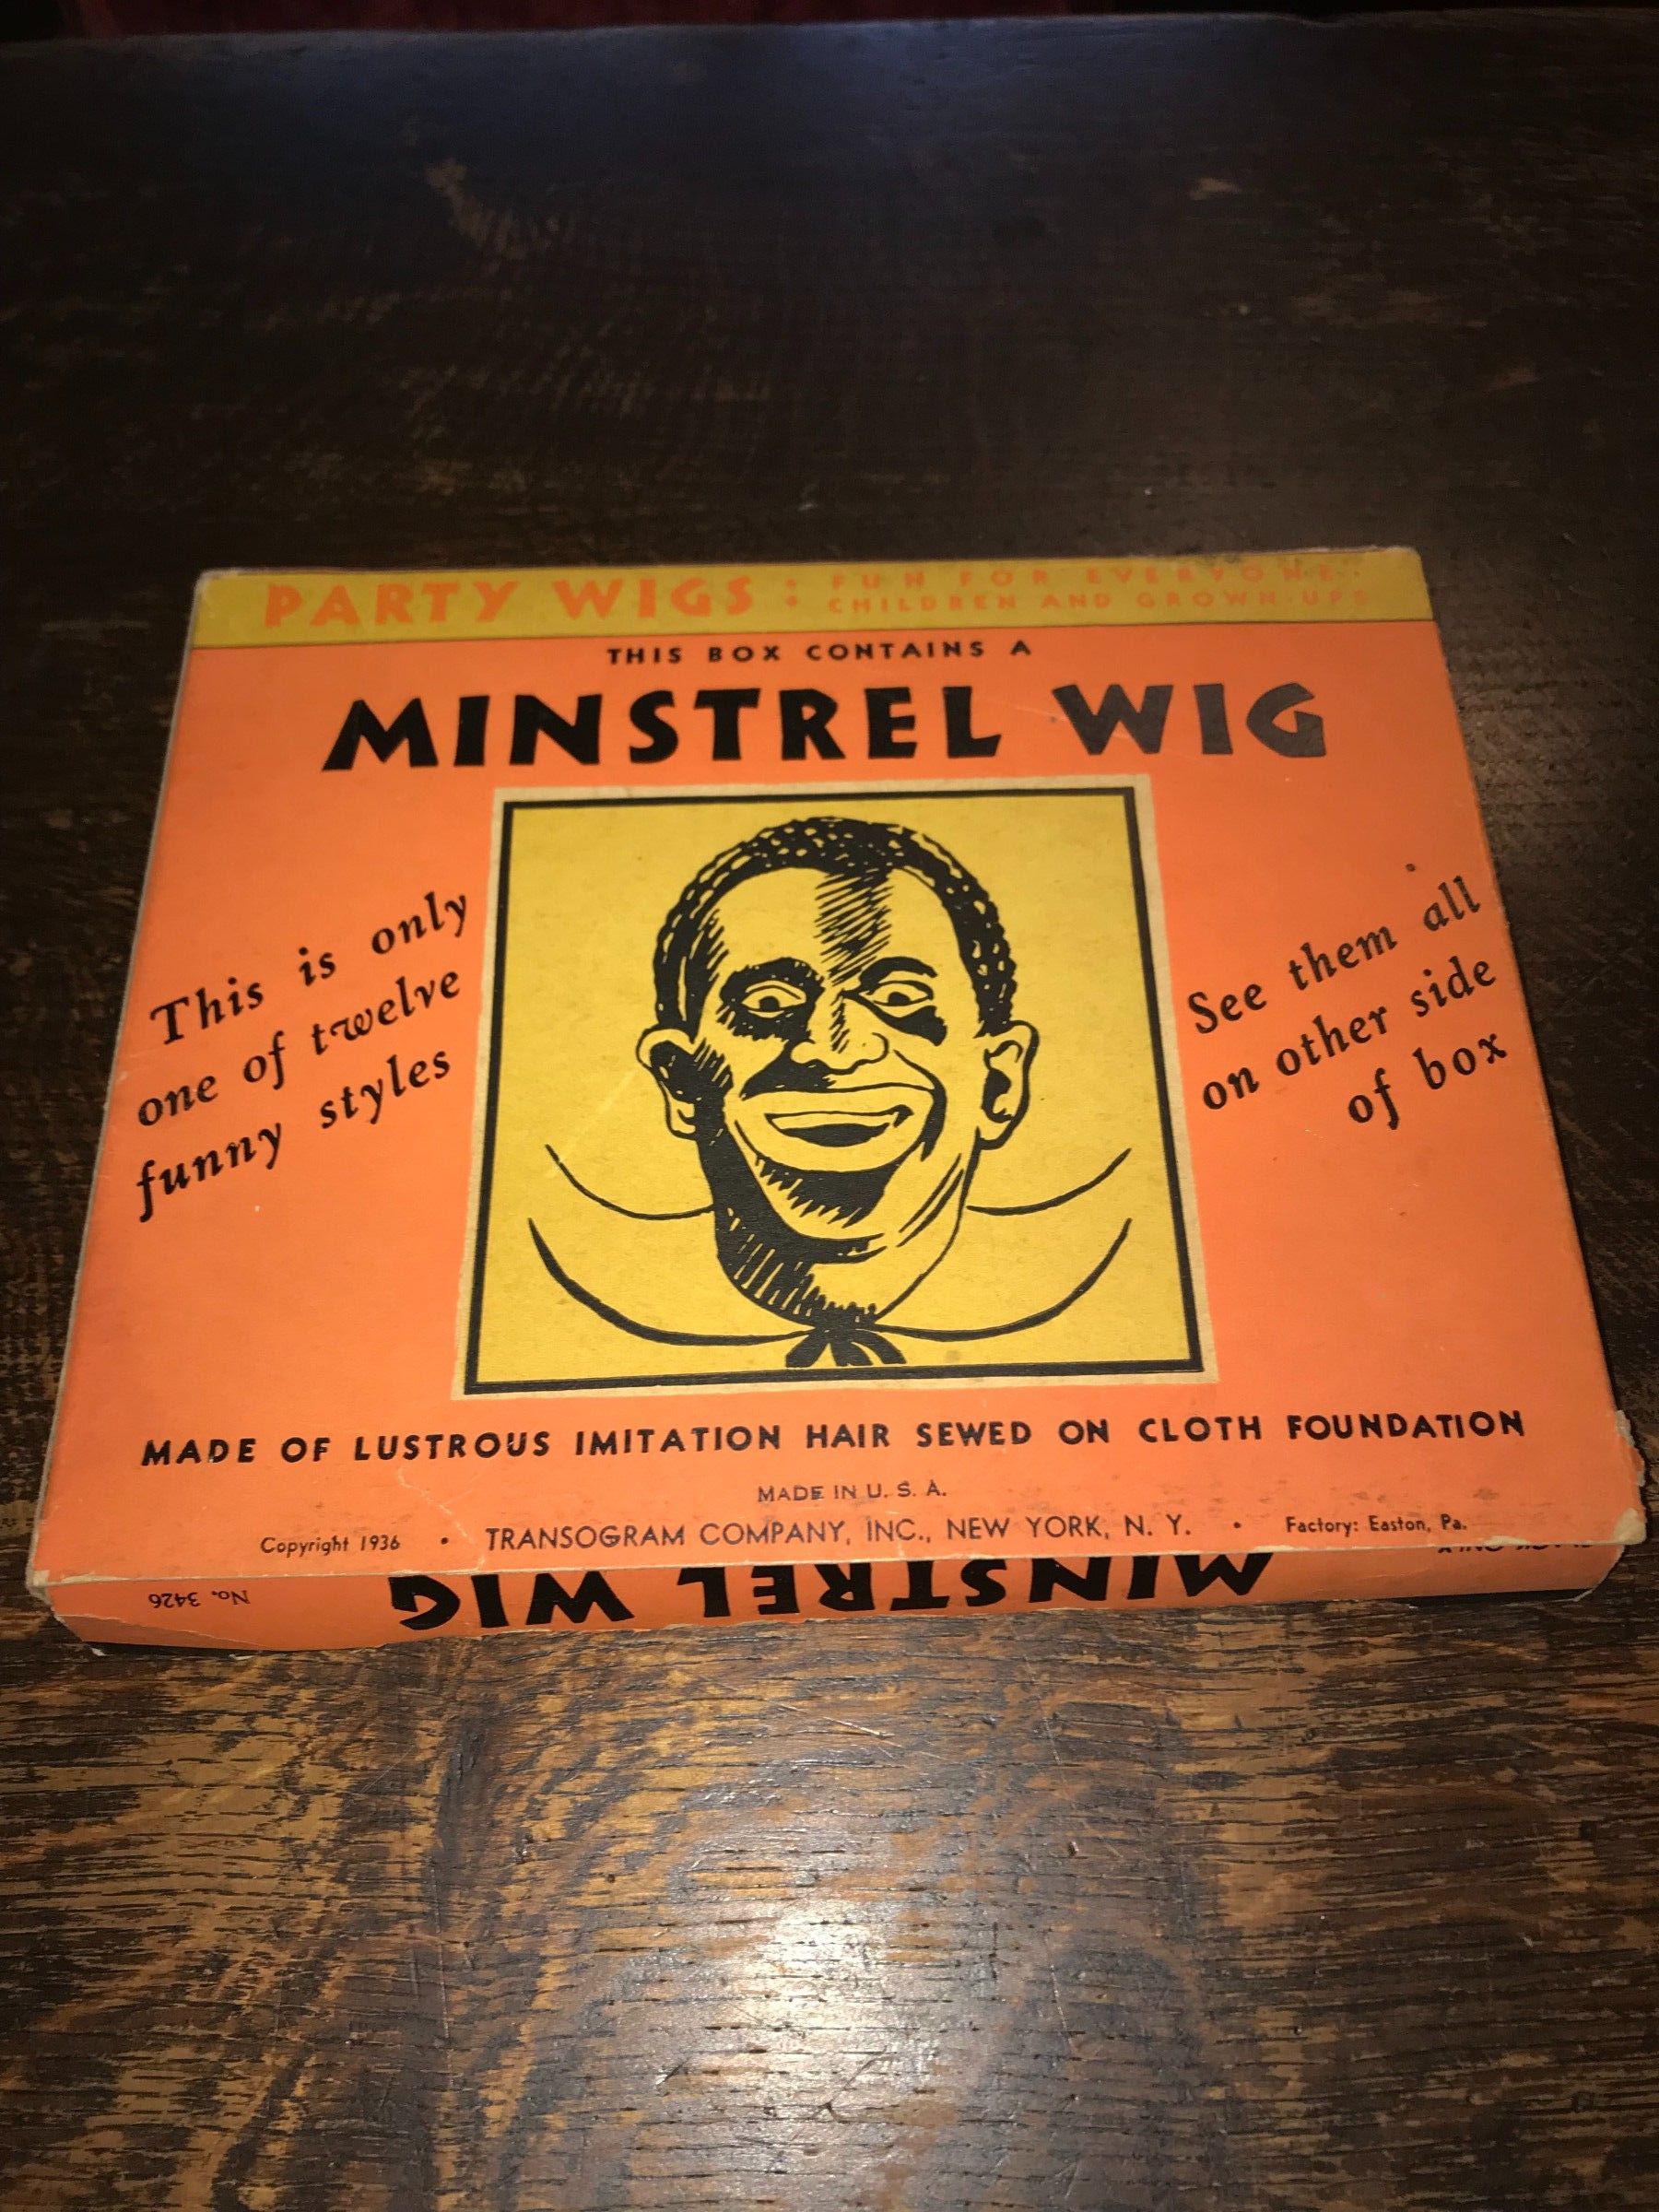 PARTY WIGS : FUN FOR EVERYONE.
CHILDREN AND GROWN-UPS
THIS BOX CONTAINS A
MINSTREL WIG
This is only
one of twelve
funny styles
See them all
on other side
of box
MADE OF LUSTROUS IMITATION HAIR SEWED ON CLOTH FOUNDATION
MADE IN U. S. A.
Copyright 1936 • TRANSOGRAM COMPANY, INC., NEW YORK, N. Y. • Factory: Easton, Pa.
MINSTREL WIG
No. 3426